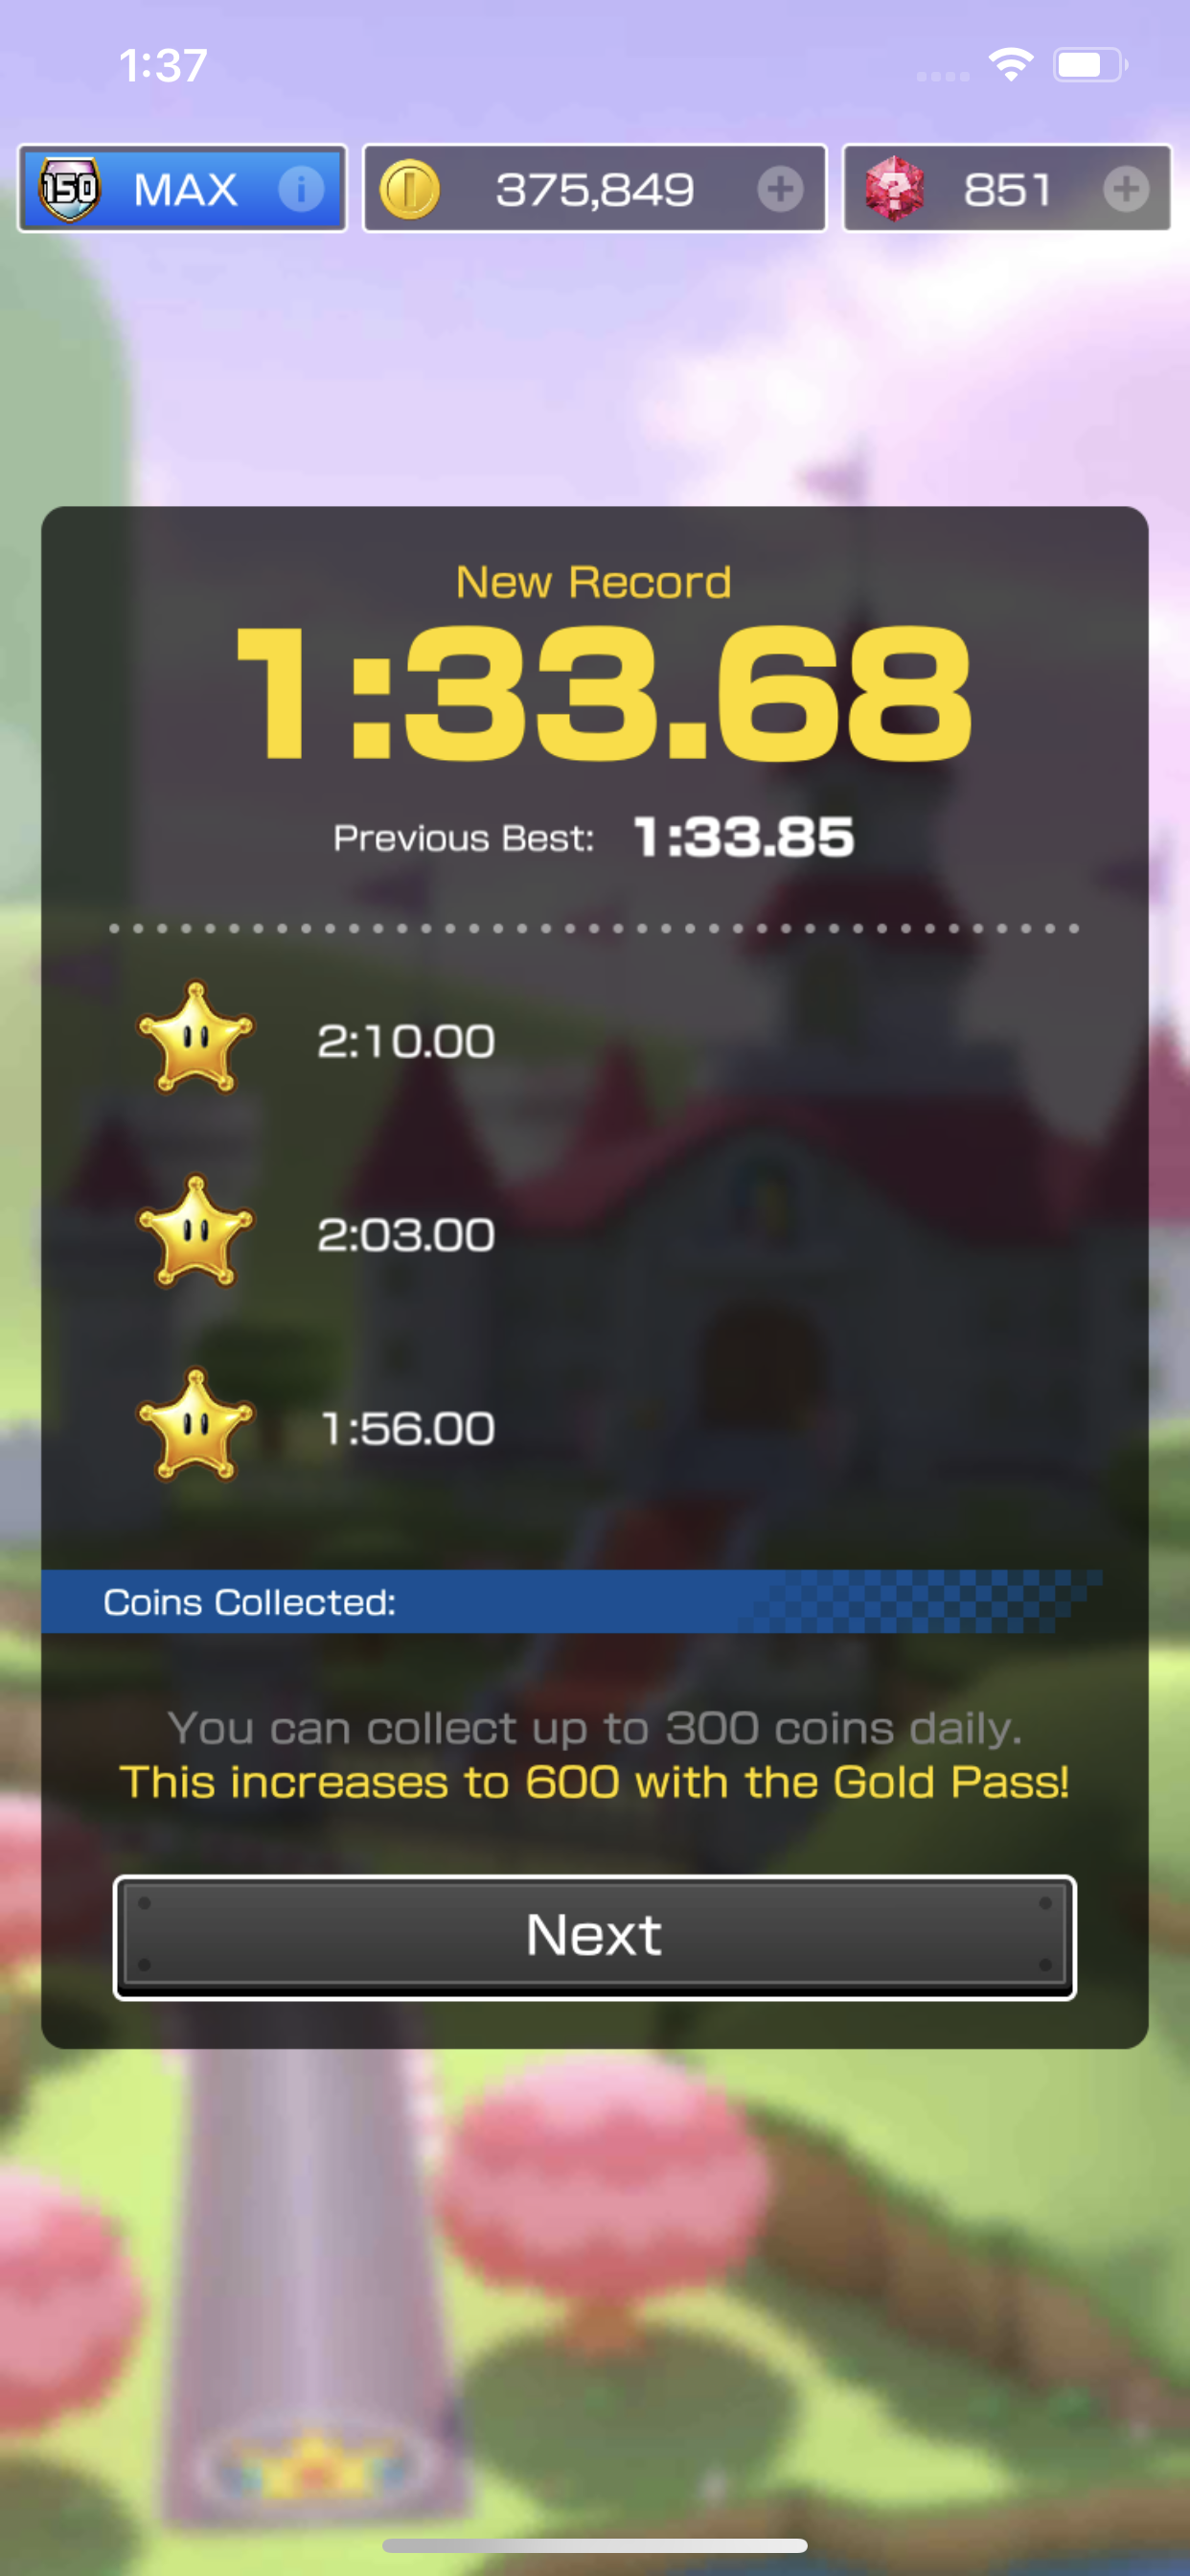 1:37
150 MAX i 375,849 + 851 +
New Record
1:33.68
Previous Best: 1:33.85
2:10.00
2:03.00
1:56.00
Coins Collected:
You can collect up to 300 coins daily.
This increases to 600 with the Gold Pass!
Next